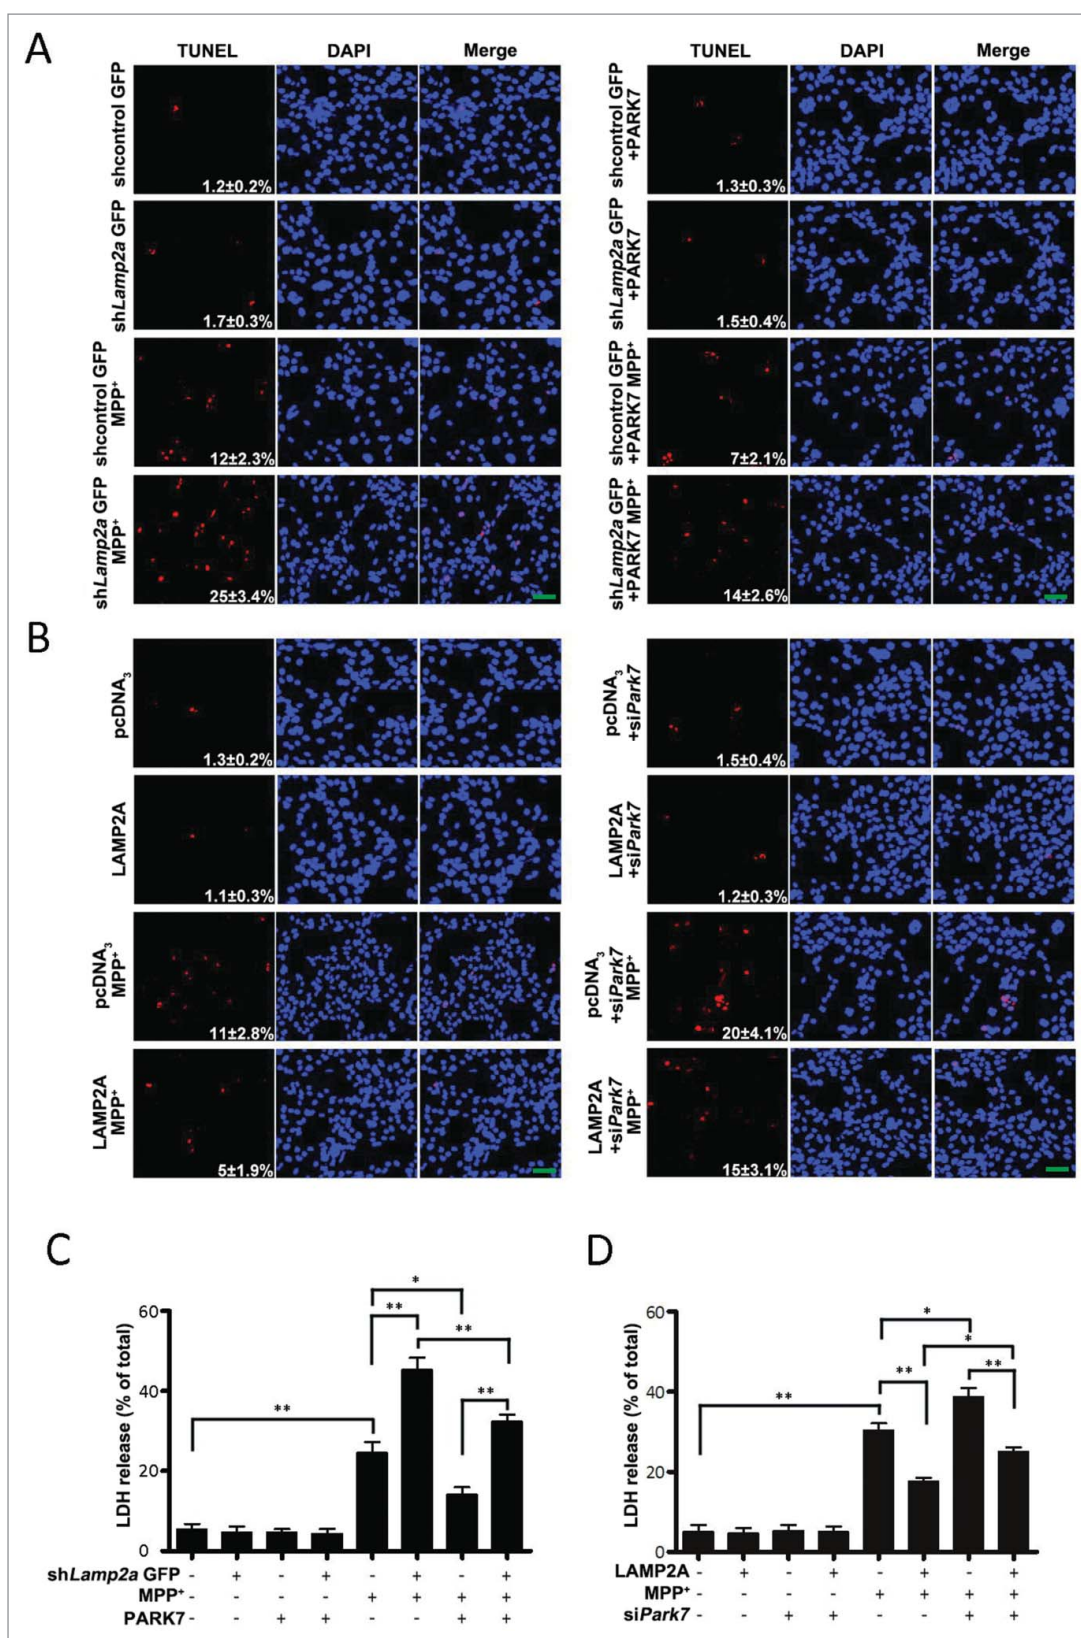 A
TUNEL DAPI Merge TUNEL DAPI Merge
shcontrol GFP
1.2±0.2%
shcontrol GFP
+PARK7
1.3±0.3%
shLamp2a GFP
1.7±0.3%
shLamp2a GFP
+PARK7
1.5±0.4%
shcontrol GFP
MPP⁺
12±2.3%
shcontrol GFP
+PARK7 MPP⁺
7±2.1%
shLamp2a GFP
MPP⁺
25±3.4%
shLamp2a GFP
+PARK7 MPP⁺
14±2.6%
B
pcDNA₃
1.3±0.2%
pcDNA₃
+siPark7
1.5±0.4%
LAMP2A
1.1±0.3%
LAMP2A
+siPark7
1.2±0.3%
pcDNA₃
MPP⁺
11±2.8%
pcDNA₃
+siPark7
MPP⁺
20±4.1%
LAMP2A
MPP⁺
5±1.9%
LAMP2A
+siPark7
MPP⁺
15±3.1%
C
LDH release (% of total)
60
40
20
0
*
**
**
**
**
shLamp2a GFP - + - + - + - +
MPP⁺ - - - - + + + +
PARK7 - - + + - - + +
D
LDH release (% of total)
60
40
20
0
*
*
**
**
**
LAMP2A - + - + - + - +
MPP⁺ - - - - + + + +
siPark7 - - + + - - + +